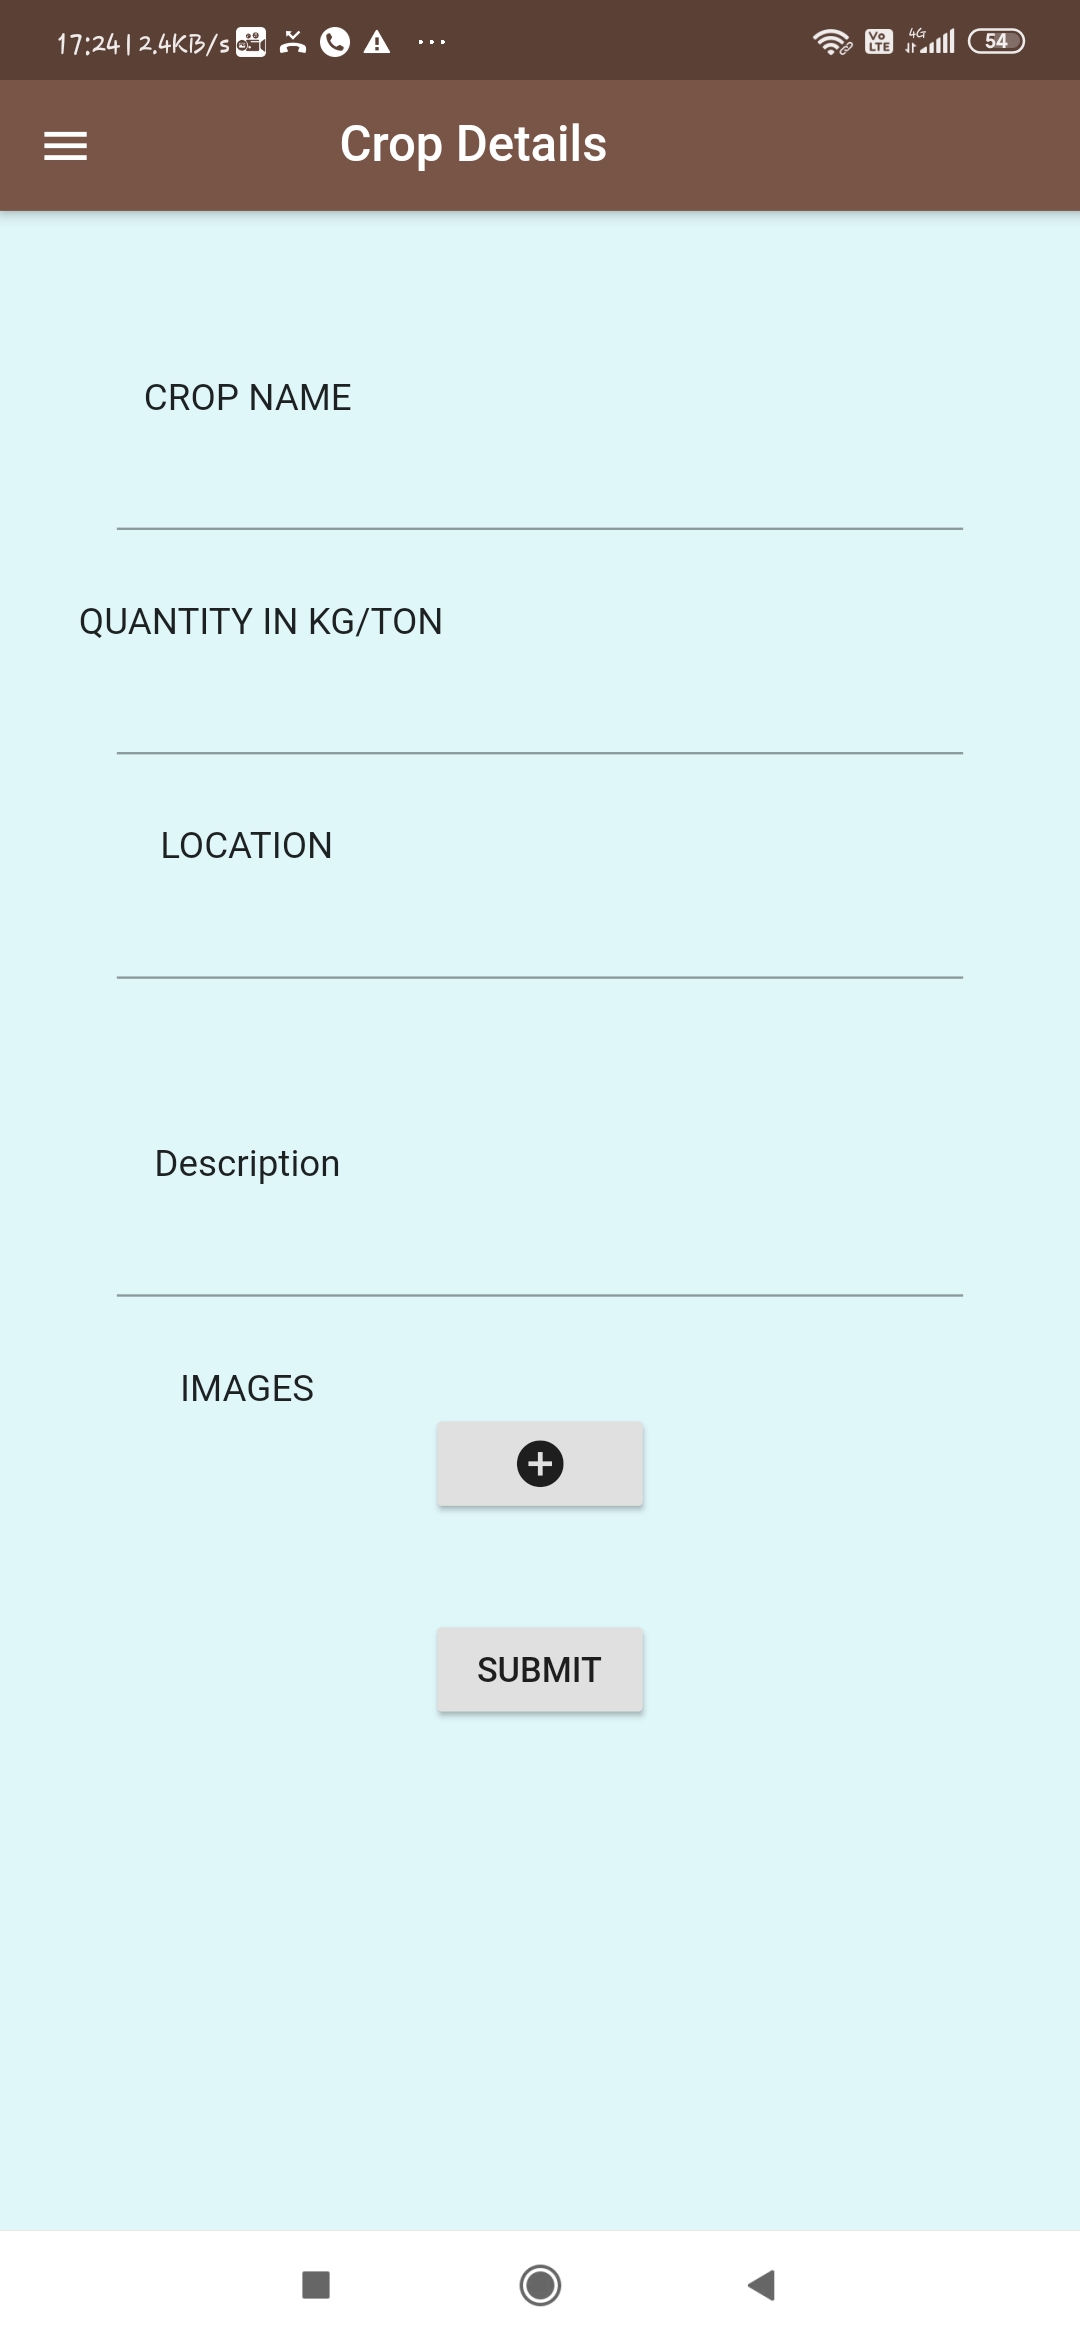 17:24 | 2.4KB/s ... Vo LTE 4G 54
Crop Details
CROP NAME
QUANTITY IN KG/TON
LOCATION
Description
IMAGES
SUBMIT